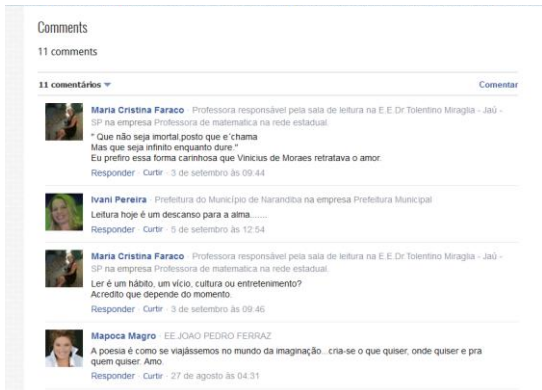 Comments
11 comments
11 comentários
Comentar
Maria Cristina Faraco · Professora responsável pela sala de leitura na E.E.Dr.Tolentino Miraglia - Jaú -
SP na empresa Professora de matematica na rede estadual.
" Que não seja imortal,posto que e´chama
Mas que seja infinito enquanto dure."
Eu prefiro essa forma carinhosa que Vinicius de Moraes retratava o amor.
Responder · Curtir · 3 de setembro às 09:44
Ivani Pereira · Prefeitura do Município de Narandiba na empresa Prefeitura Municipal
Leitura hoje é um descanso para a alma.......
Responder · Curtir · 5 de setembro às 12:54
Maria Cristina Faraco · Professora responsável pela sala de leitura na E.E.Dr.Tolentino Miraglia - Jaú -
SP na empresa Professora de matematica na rede estadual.
Ler é um hábito, um vício, cultura ou entretenimento?
Acredito que depende do momento.
Responder · Curtir · 3 de setembro às 09:46
Mapoca Magro · EE.JOAO PEDRO FERRAZ
A poesia é como se viajássemos no mundo da imaginação...cria-se o que quiser, onde quiser e pra
quem quiser. Amo.
Responder · Curtir · 27 de agosto às 04:31